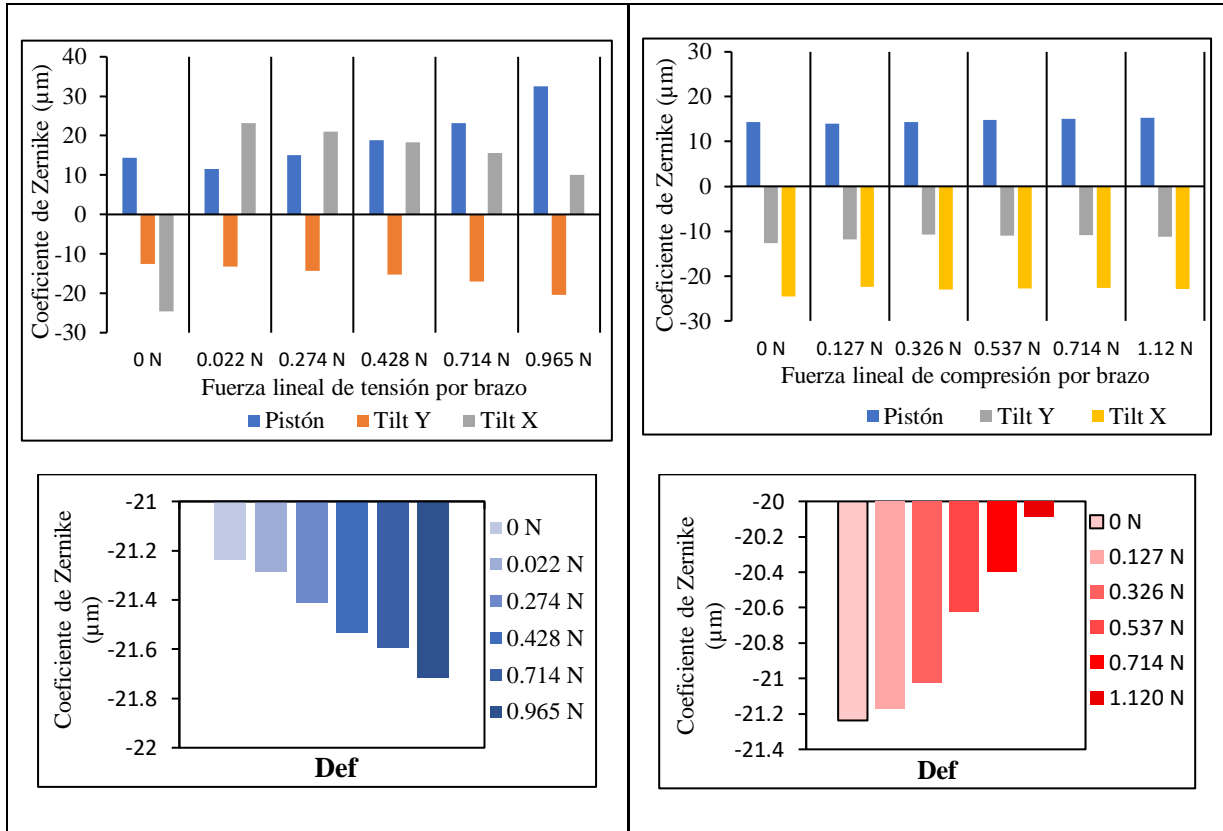 Coeficiente de Zernike (µm)
40
30
20
10
0
-10
-20
-30
0 N 0.022 N 0.274 N 0.428 N 0.714 N 0.965 N
Fuerza lineal de tensión por brazo
Pistón Tilt Y Tilt X
Coeficiente de Zernike (µm)
30
20
10
0
-10
-20
-30
0 N 0.127 N 0.326 N 0.537 N 0.714 N 1.12 N
Fuerza lineal de compresión por brazo
Pistón Tilt Y Tilt X
Coeficiente de Zernike
(µm)
-21
-21.2
-21.4
-21.6
-21.8
-22
Def
0 N
0.022 N
0.274 N
0.428 N
0.714 N
0.965 N
Coeficiente de Zernike
(µm)
-20
-20.2
-20.4
-20.6
-20.8
-21
-21.2
-21.4
Def
0 N
0.127 N
0.326 N
0.537 N
0.714 N
1.120 N